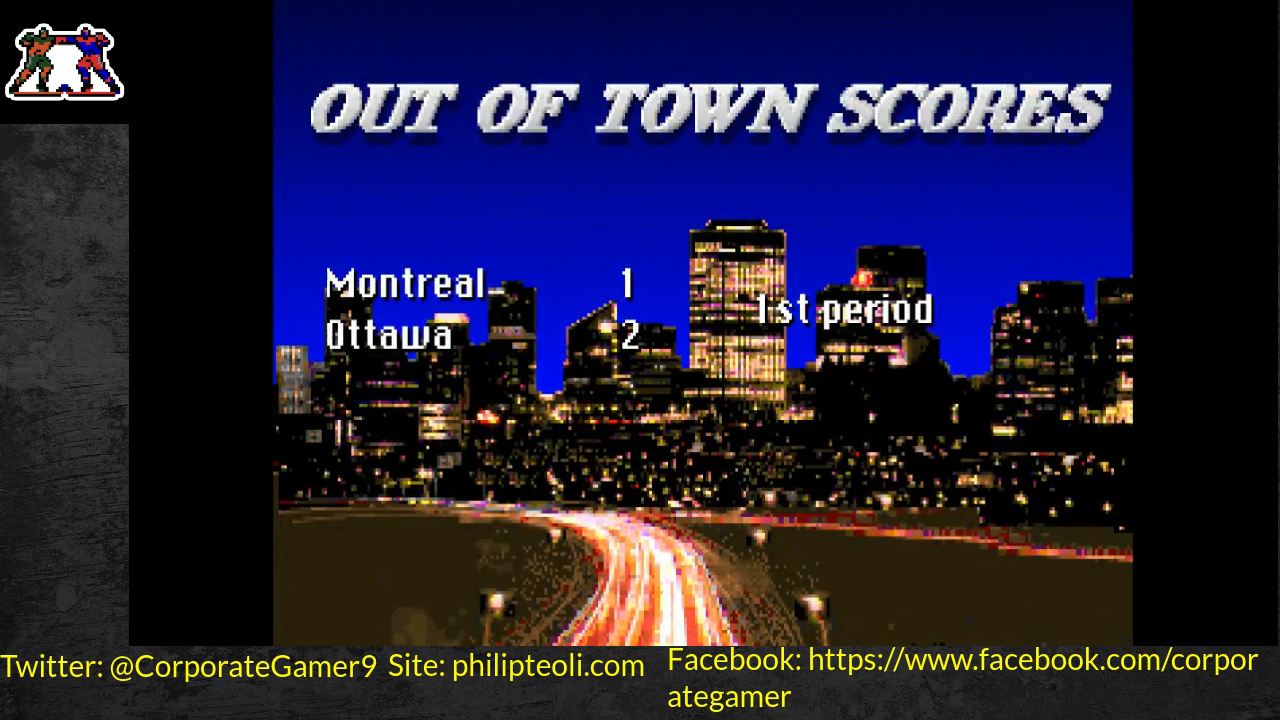 OUT OF TOWN SCORES
Montreal 1
1st period
Ottawa 2
Twitter: @CorporateGamer9 Site: philipteoli.com Facebook: https://www.facebook.com/corpor
ategamer